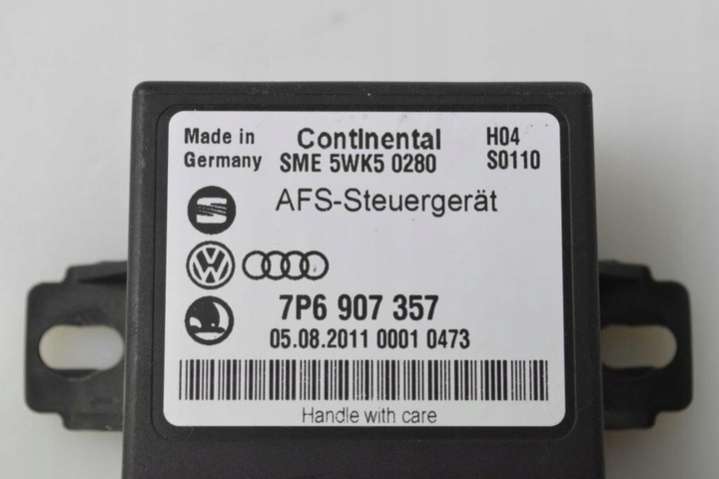 Made in Germany
Continental
H04
SME 5WK5 0280
S0110
AFS-Steuergerät
7P6 907 357
05.08.2011 0001 0473
Handle with care